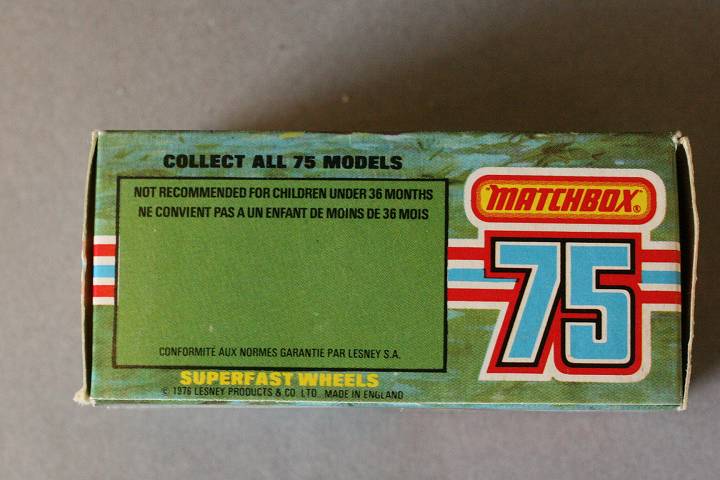 COLLECT ALL 75 MODELS
NOT RECOMMENDED FOR CHILDREN UNDER 36 MONTHS
NE CONVIENT PAS A UN ENFANT DE MOINS DE 36 MOIS
CONFORMITÉ AUX NORMES GARANTIE PAR LESNEY S.A.
SUPERFAST WHEELS
© 1976 LESNEY PRODUCTS & CO. LTD. MADE IN ENGLAND
"MATCHBOX"®
75